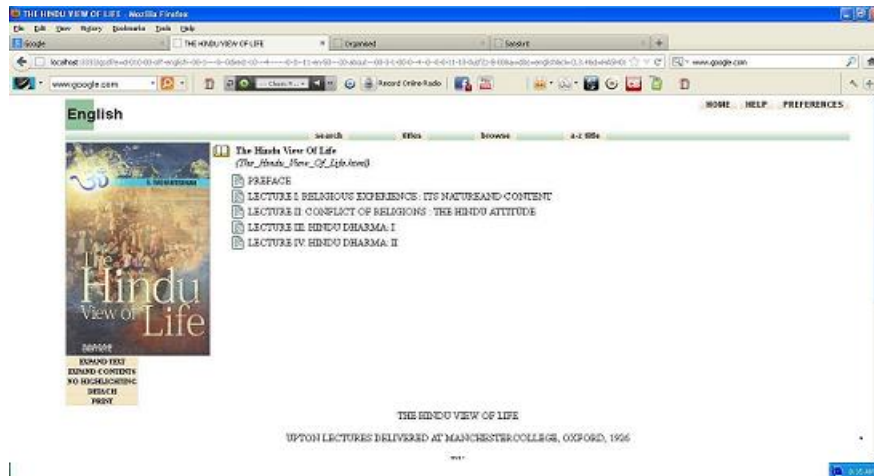 THE HINDU VIEW OF LIFE - Mozilla Firefox
File Edit View History Bookmarks Tools Help
Google THE HINDU VIEW OF LIFE Organised Sanskrit
www.google.com
www.google.com Record Online Radio
HOME HELP PREFERENCES
English
search titles browse a-z title
The Hindu View Of Life
(The_Hindu_View_Of_Life.html)
PREFACE
LECTURE I: RELIGIOUS EXPERIENCE : ITS NATUREAND CONTENT
LECTURE II: CONFLICT OF RELIGIONS : THE HINDU ATTITUDE
LECTURE III: HINDU DHARMA: I
LECTURE IV: HINDU DHARMA: II
ॐ
The
Hindu
View of
Life
EXPAND TEXT
EXPAND CONTENTS
NO HIGHLIGHTING
DETACH
PRINT
THE HINDU VIEW OF LIFE
UPTON LECTURES DELIVERED AT MANCHESTER COLLEGE, OXFORD, 1926